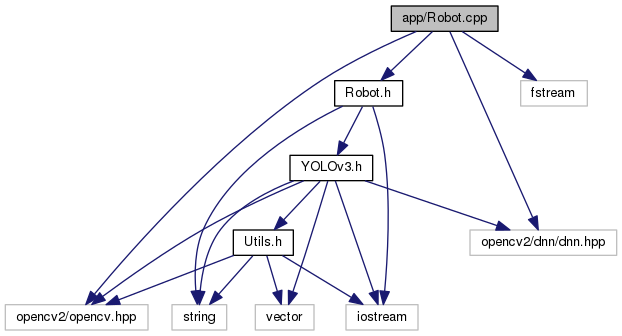 app/Robot.cpp
Robot.h
fstream
YOLOv3.h
Utils.h
opencv2/dnn/dnn.hpp
opencv2/opencv.hpp
string
vector
iostream